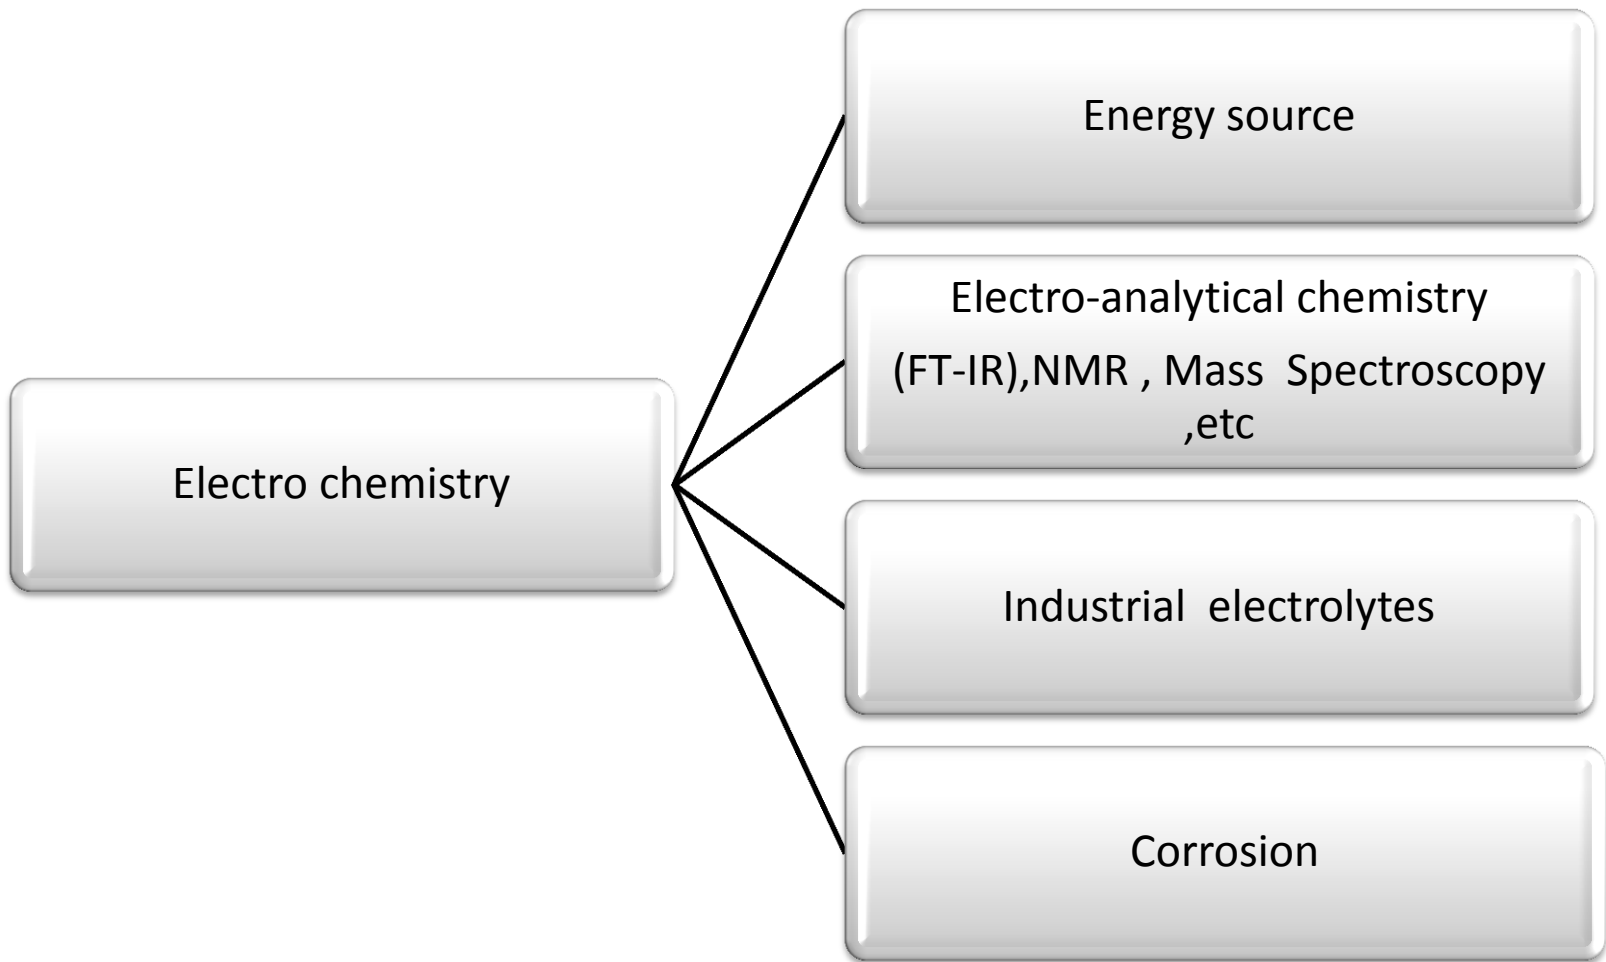 Energy source
Electro-analytical chemistry
(FT-IR),NMR , Mass  Spectroscopy
,etc
Electro chemistry
Industrial  electrolytes
Corrosion